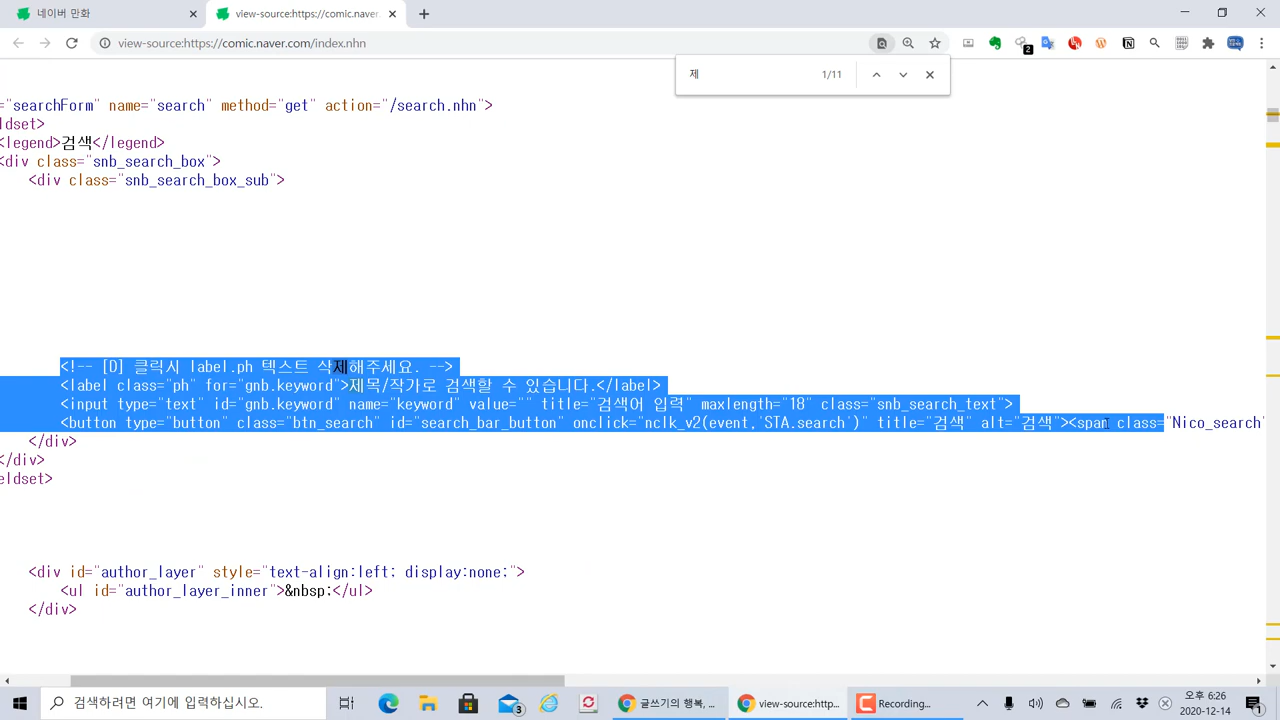 네이버 만화
view-source:https://comic.naver.c
view-source:https://comic.naver.com/index.nhn
2
제
1/11
="searchForm" name="search" method="get" action="/search.nhn">
ldset>
<legend>검색</legend>
<div class="snb_search_box">
<div class="snb_search_box_sub">
<!-- [D] 클릭시 label.ph 텍스트 삭제해주세요. -->
<label class="ph" for="gnb.keyword">제목/작가로 검색할 수 있습니다.</label>
<input type="text" id="gnb.keyword" name="keyword" value="" title="검색어 입력" maxlength="18" class="snb_search_text">
<button type="button" class="btn_search" id="search_bar_button" onclick="nclk_v2(event,'STA.search')" title="검색" alt="검색"><span class="Nico_search"
</div>
</div>
eldset>
<div id="author_layer" style="text-align:left; display:none;">
<ul id="author_layer_inner">&nbsp;</ul>
</div>
검색하려면 여기에 입력하십시오.
3
글쓰기의 행복, ...
view-source:http...
Recording...
오후 6:26
2020-12-14
1